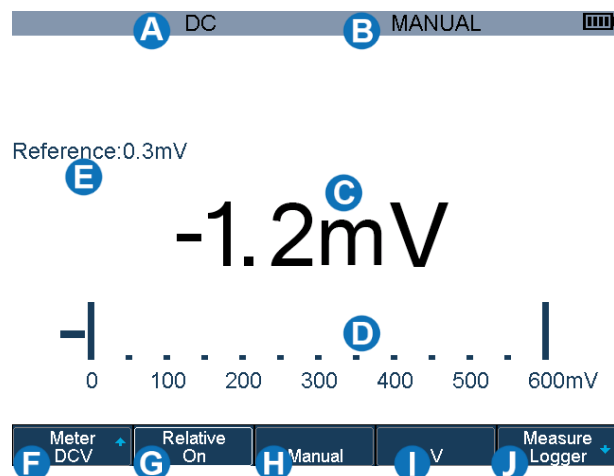 A DC B MANUAL
Reference:0.3mV
E
C
-1.2mV
D
0 100 200 300 400 500 600mV
Meter Relative Measure
DCV On Manual V Logger
F G H I J